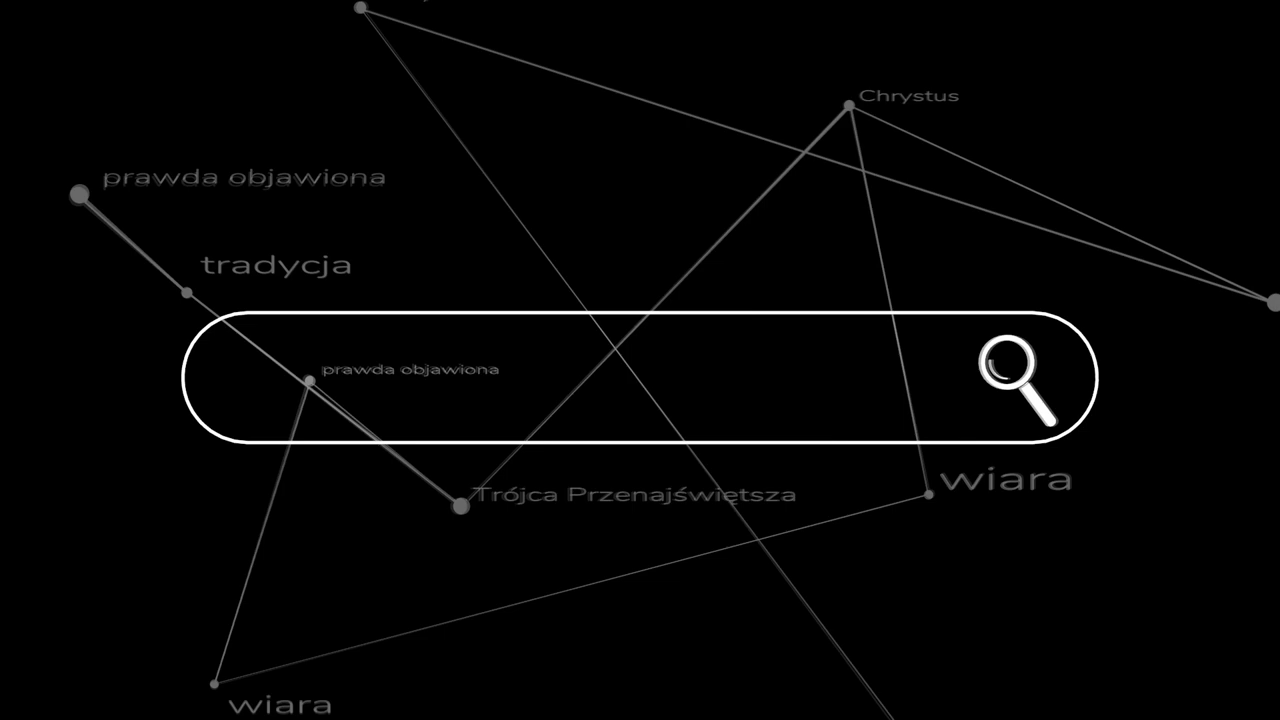 Chrystus
prawda objawiona
tradycja
prawda objawiona
wiara
Trójca Przenajświętsza
wiara